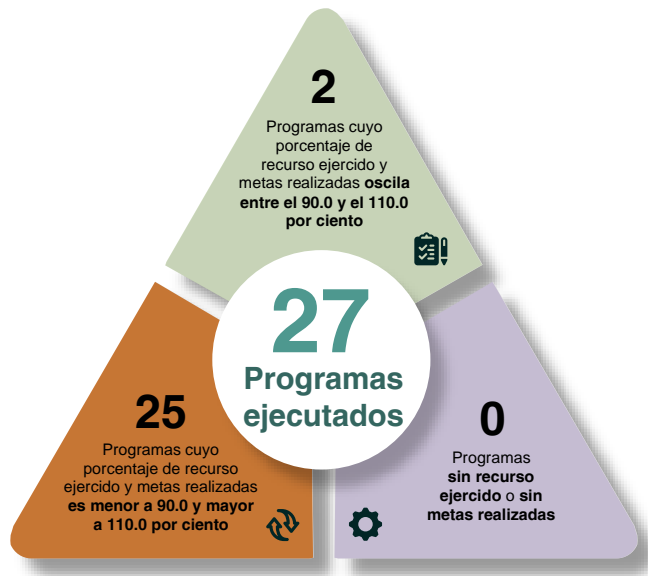 2
Programas cuyo
porcentaje de
recurso ejercido y
metas realizadas oscila
entre el 90.0 y el 110.0
por ciento
27
Programas
ejecutados
25
Programas cuyo
porcentaje de recurso
ejercido y metas realizadas
es menor a 90.0 y mayor
a 110.0 por ciento
0
Programas
sin recurso
ejercido o sin
metas realizadas